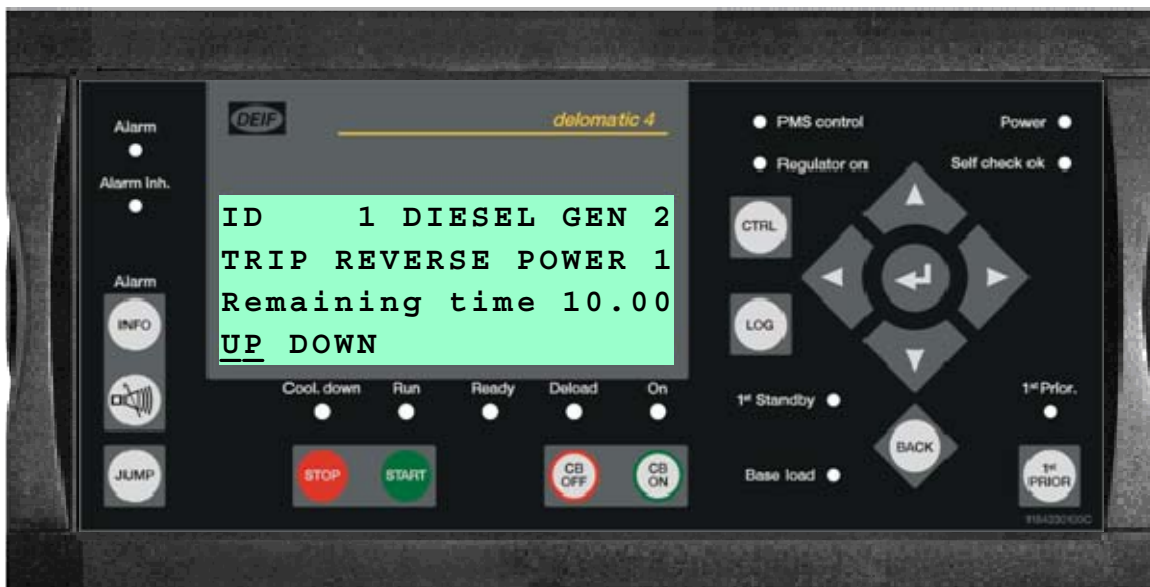 DEIF
delomatic 4
Alarm
Alarm Inh.
PMS control
Power
Regulator on
Self check ok
ID    1 DIESEL GEN 2
TRIP REVERSE POWER 1
Remaining time 10.00
UP DOWN
CTRL
LOG
Alarm
INFO
JUMP
Cool. down
Run
Ready
Deload
On
STOP
START
CB OFF
CB ON
1st Standby
Base load
BACK
1st Prior.
1st PRIOR